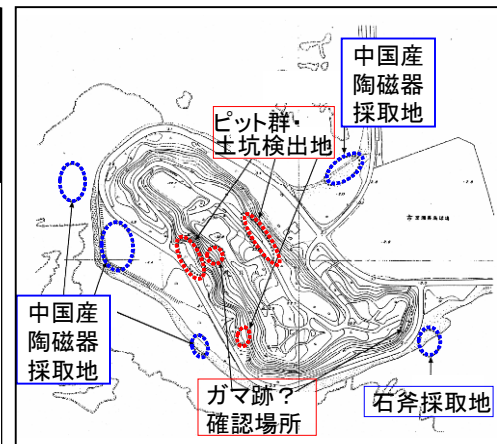 中国産
陶磁器
採取地
ピット群・
土坑検出地
中国産
陶磁器
採取地
ガマ跡？
確認場所
石斧採取地